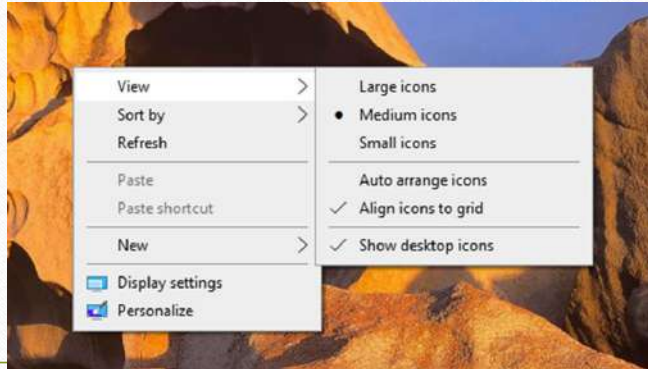 View
Sort by
Refresh
Paste
Paste shortcut
New
Display settings
Personalize
Large icons
Medium icons
Small icons
Auto arrange icons
Align icons to grid
Show desktop icons